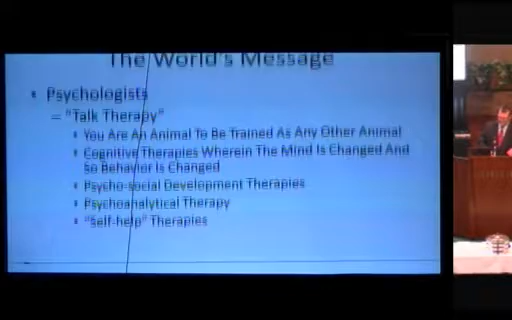 The World's Message
Psychologists
= "Talk Therapy"
You Are An Animal To Be Trained As Any Other Animal
Cognitive Therapies Wherein The Mind Is Changed And
So Behavior Is Changed
Psycho-social Development Therapies
Psychoanalytical Therapy
"Self-help" Therapies